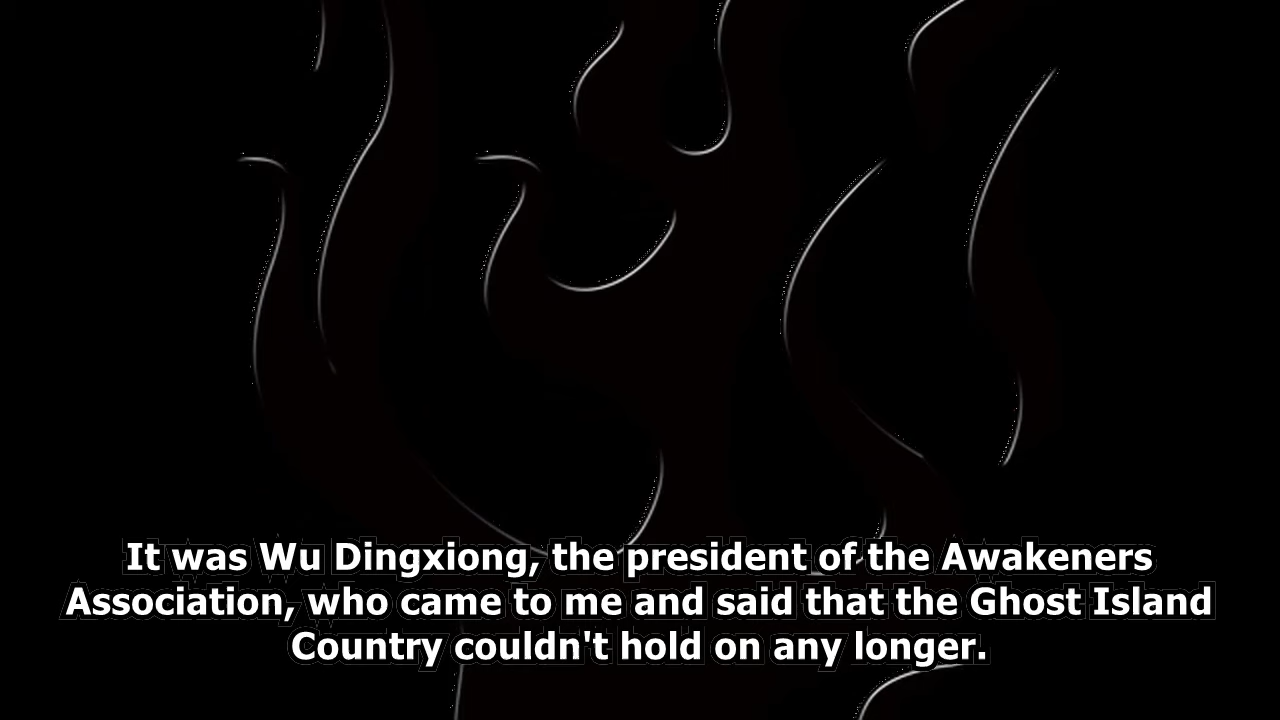 It was Wu Dingxiong, the president of the Awakeners
Association, who came to me and said that the Ghost Island
Country couldn't hold on any longer.